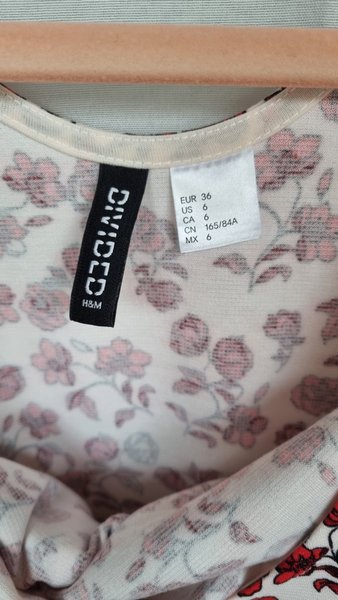 DIVIDED
H&M
EUR 36
US 6
CA 6
CN 165/84A
MX 6